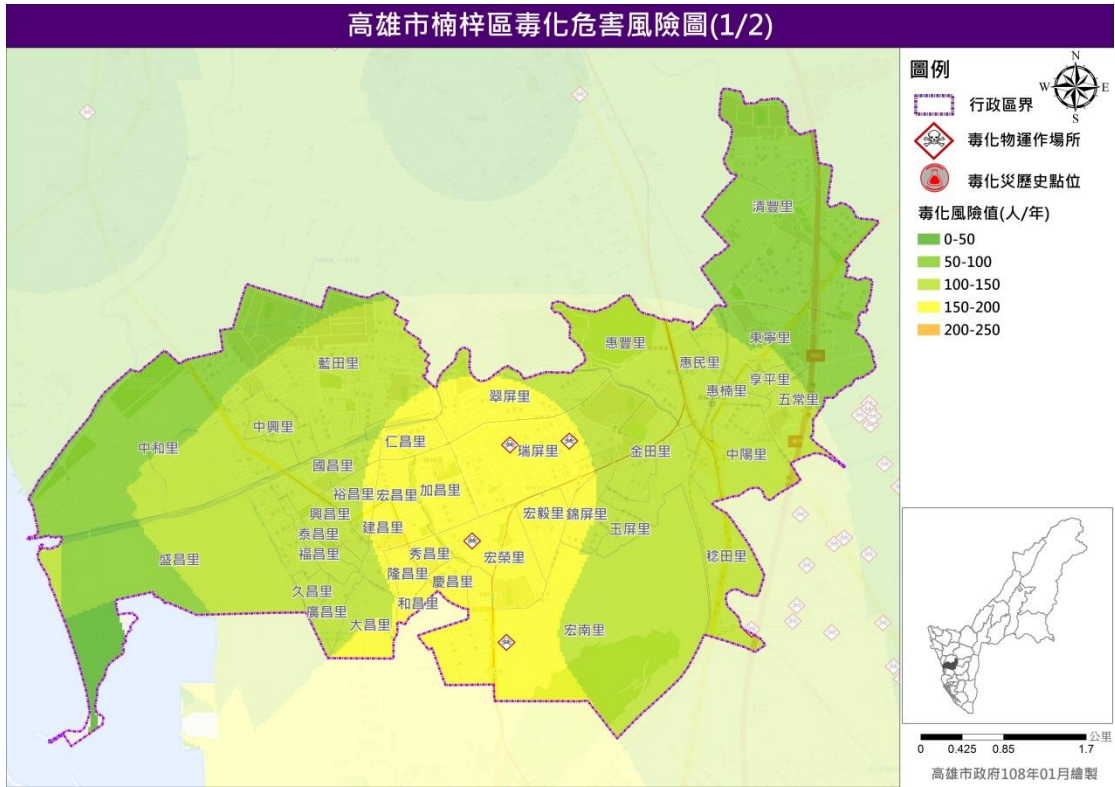 高雄市楠梓區毒化危害風險圖(1/2)
圖例
N
W
E
S
行政區界
毒化物運作場所
毒化災歷史點位
毒化風險值(人/年)
0-50
50-100
100-150
150-200
200-250
清豐里
東寧里
惠豐里
惠民里
享平里
惠楠里
五常里
藍田里
翠屏里
中興里
仁昌里
中和里
瑞屏里
金田里
中陽里
國昌里
加昌里
裕昌里
宏昌里
興昌里
宏毅里
錦屏里
建昌里
玉屏里
泰昌里
福昌里
秀昌里
宏榮里
稔田里
盛昌里
隆昌里
慶昌里
久昌里
和昌里
廣昌里
大昌里
宏南里
公里
0
0.425
0.85
1.7
高雄市政府108年01月繪製